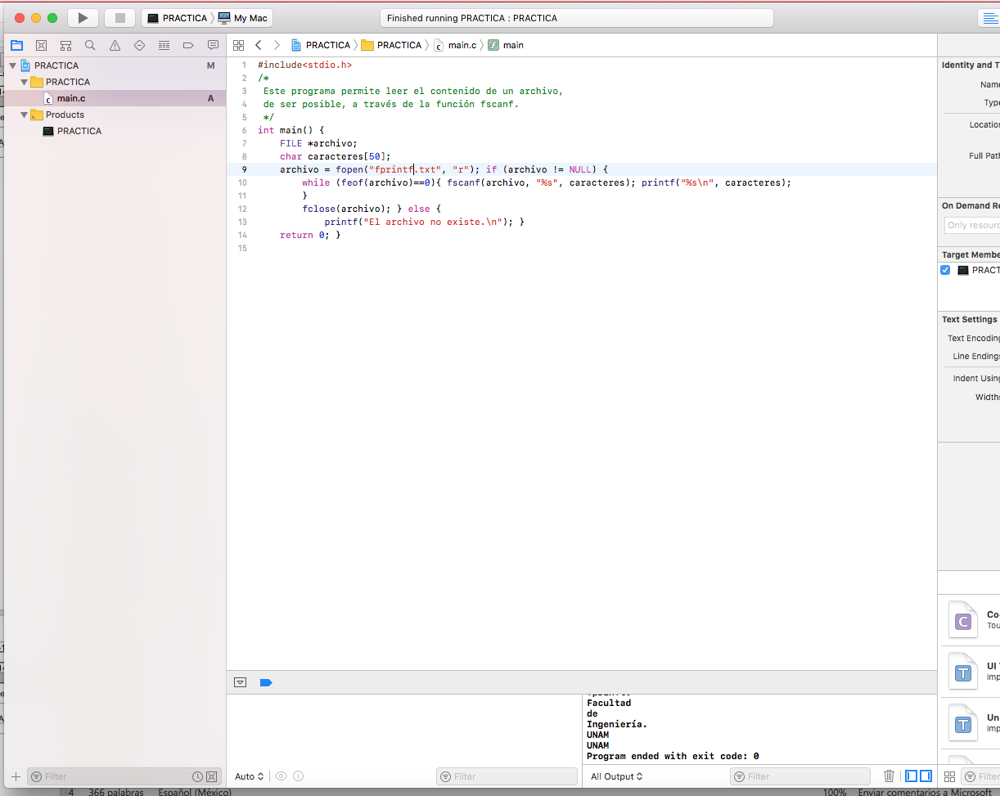 PRACTICA My Mac
Finished running PRACTICA : PRACTICA
PRACTICA PRACTICA main.c main
PRACTICA M
PRACTICA
main.c A
Products
PRACTICA
1 #include<stdio.h>
2 /*
3 Este programa permite leer el contenido de un archivo,
4 de ser posible, a través de la función fscanf.
5 */
6 int main() {
7 FILE *archivo;
8 char caracteres[50];
9 archivo = fopen("fprintf.txt", "r"); if (archivo != NULL) {
10 while (feof(archivo)==0){ fscanf(archivo, "%s", caracteres); printf("%s\n", caracteres);
11 }
12 fclose(archivo); } else {
13 printf("El archivo no existe.\n"); }
14 return 0; }
15
Identity and T
Name
Type
Location
Full Path
On Demand Re
Only resourc
Target Membe
PRACT
Text Settings
Text Encoding
Line Endings
Indent Using
Widths
C Co
Tou
T UI
imp
T Un
imp
Facultad
de
Ingeniería.
UNAM
UNAM
Program ended with exit code: 0
Filter
Auto
Filter
All Output
Filter
Filter
4 366 palabras Español (México) 100% Enviar comentarios a Microsoft